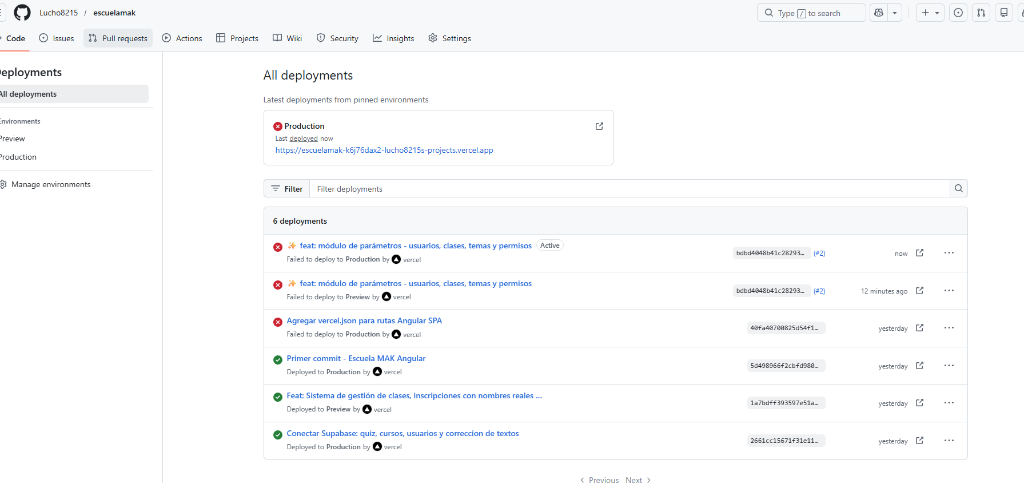 Lucho8215 / escuelamak
Type / to search
Code Issues Pull requests Actions Projects Wiki Security Insights Settings
eployments
All deployments
Environments
Preview
Production
Manage environments
All deployments
Latest deployments from pinned environments
Production
Last deployed now
https://escuelamak-k6j76dax2-lucho8215s-projects.vercel.app
Filter Filter deployments
6 deployments
✨ feat: módulo de parámetros - usuarios, clases, temas y permisos Active
Failed to deploy to Production by vercel
bdbd4048b41c28293… (#2) now
✨ feat: módulo de parámetros - usuarios, clases, temas y permisos
Failed to deploy to Preview by vercel
bdbd4048b41c28293… (#2) 12 minutes ago
Agregar vercel.json para rutas Angular SPA
Failed to deploy to Production by vercel
40fa40700825d54f1… yesterday
Primer commit - Escuela MAK Angular
Deployed to Production by vercel
5d498966f2cbfd980… yesterday
Feat: Sistema de gestión de clases, inscripciones con nombres reales ...
Deployed to Preview by vercel
1a7bdff393597e51a… yesterday
Conectar Supabase: quiz, cursos, usuarios y correccion de textos
Deployed to Production by vercel
2661cc15671f31e11… yesterday
Previous Next